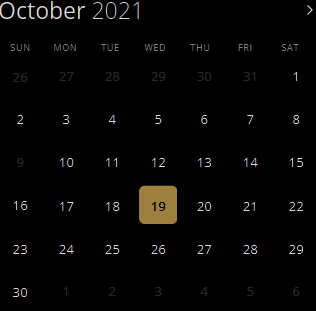 October 2021
SUN MON TUE WED THU FRI SAT
26 27 28 29 30 31 1
2 3 4 5 6 7 8
9 10 11 12 13 14 15
16 17 18 19 20 21 22
23 24 25 26 27 28 29
30 1 2 3 4 5 6